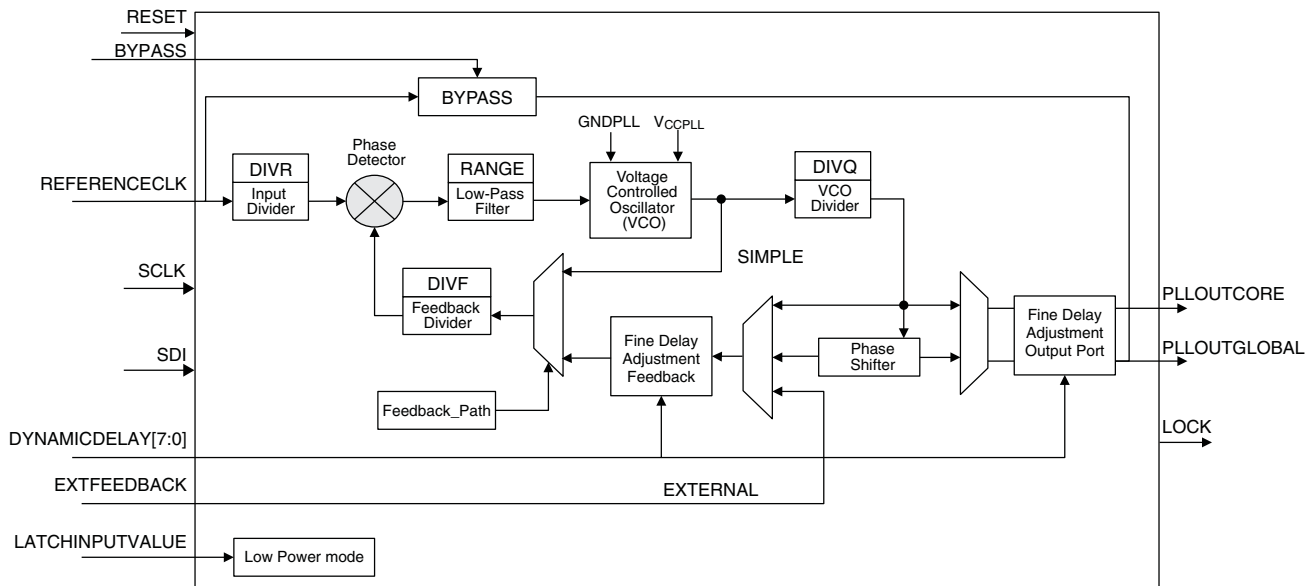 RESET
BYPASS
BYPASS
GNDPLL
VCCPLL
Phase
Detector
DIVR
Input
Divider
RANGE
Low-Pass
Filter
Voltage
Controlled
Oscillator
(VCO)
DIVQ
VCO
Divider
REFERENCECLK
SIMPLE
SCLK
DIVF
Feedback
Divider
Fine Delay
Adjustment
Feedback
Phase
Shifter
Fine Delay
Adjustment
Output Port
PLLOUTCORE
PLLOUTGLOBAL
SDI
Feedback_Path
DYNAMICDELAY[7:0]
LOCK
EXTFEEDBACK
EXTERNAL
LATCHINPUTVALUE
Low Power mode